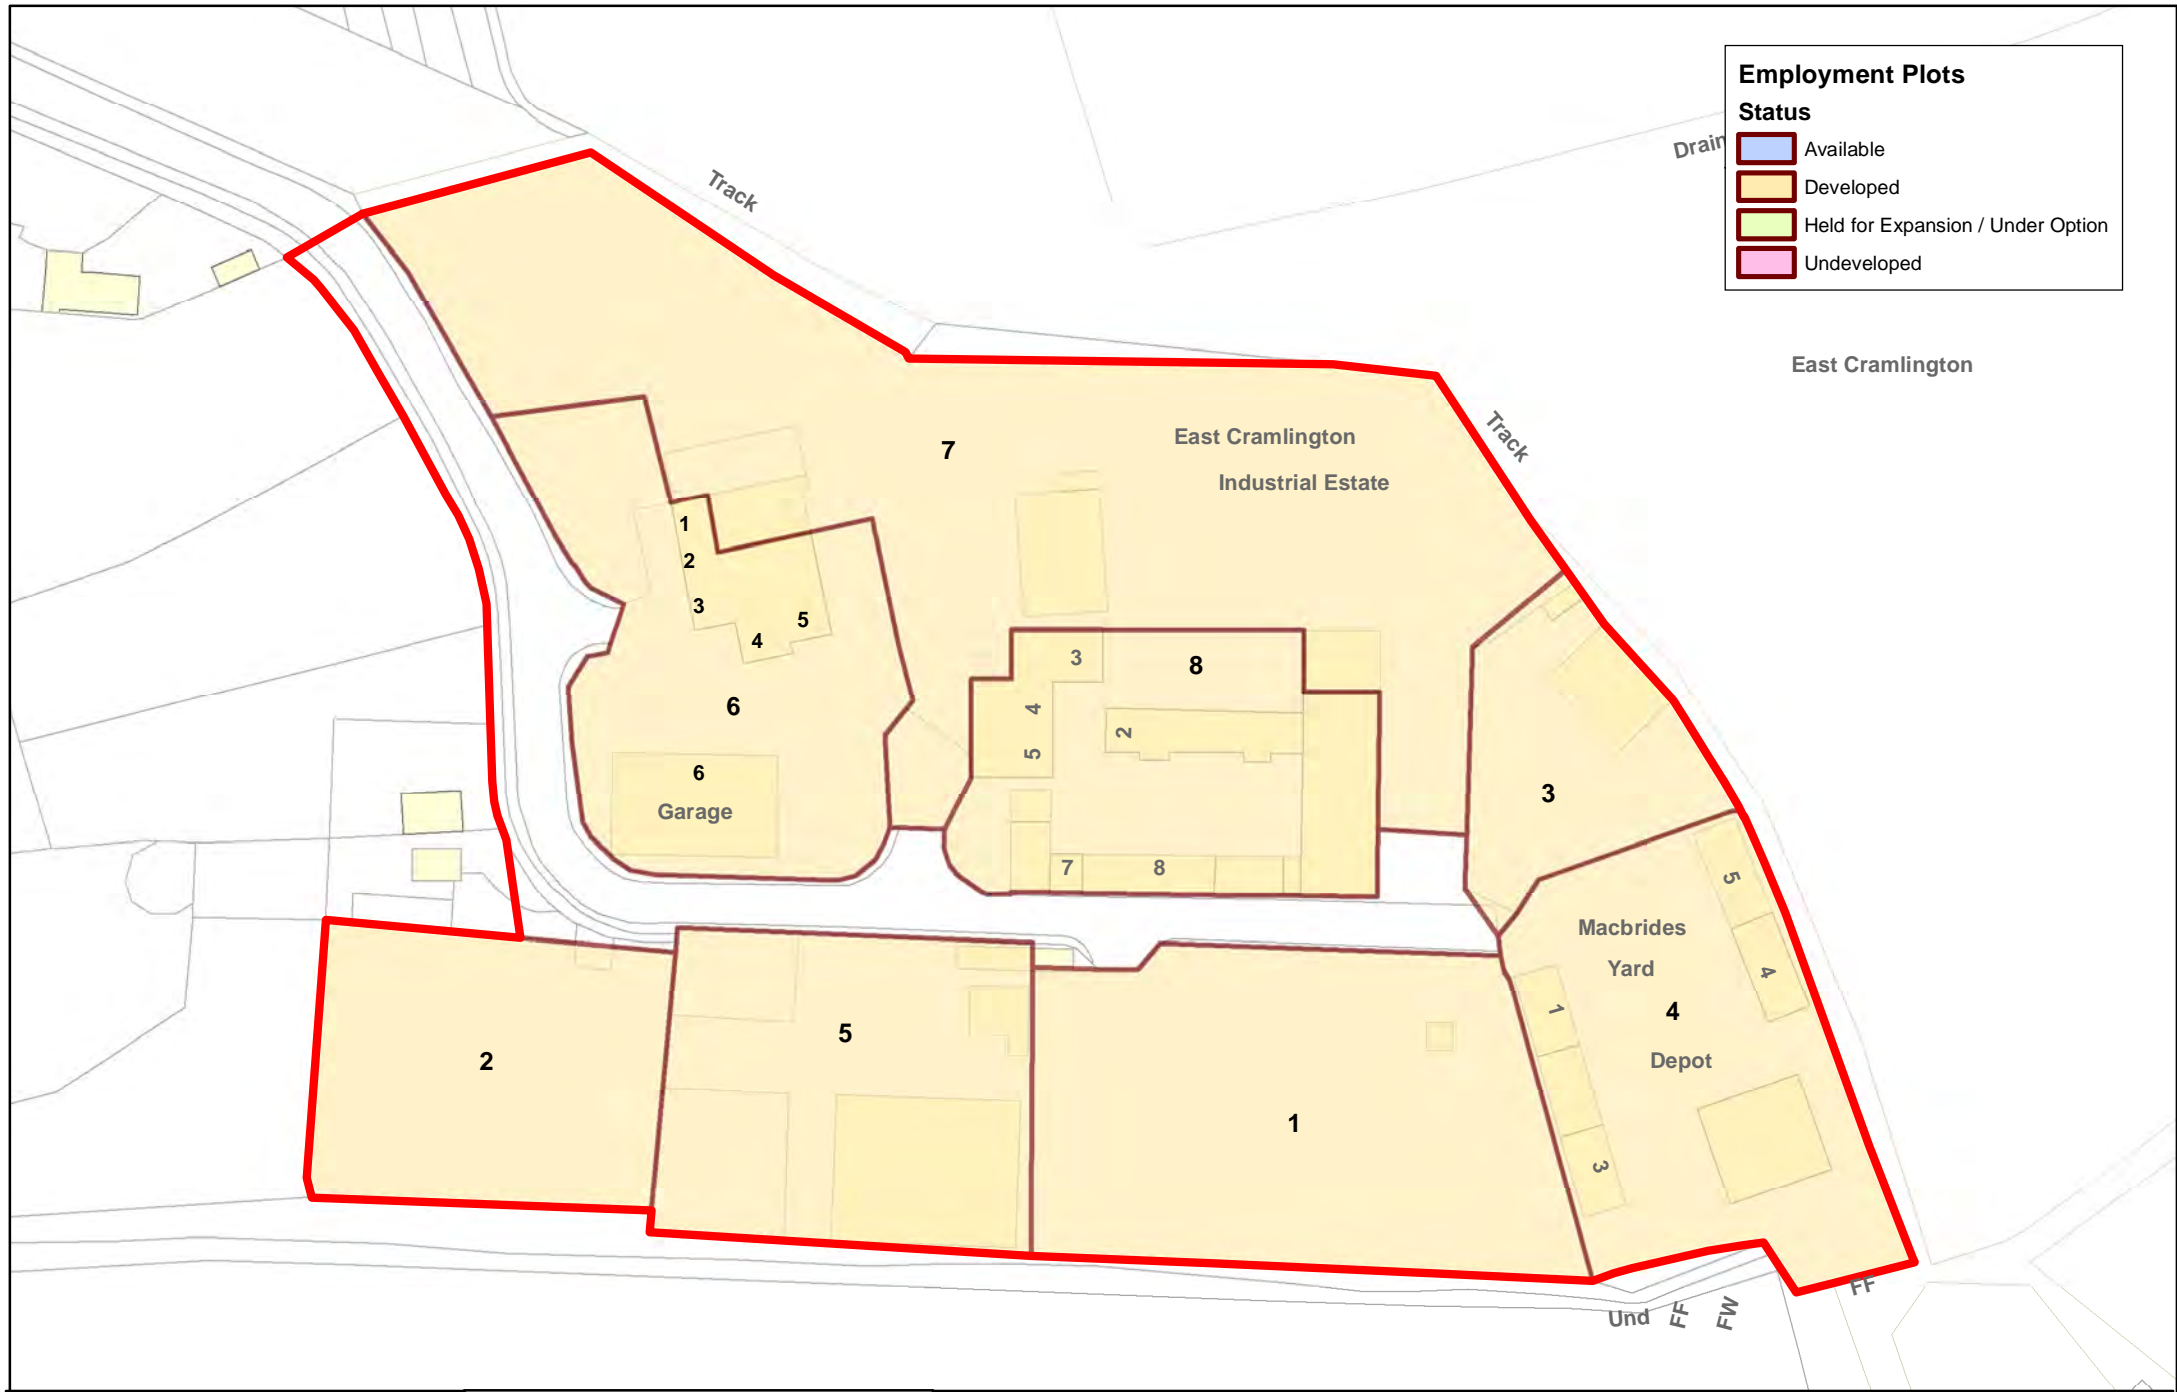 Employment Plots
Status
Available
Developed
Held for Expansion / Under Option
Undeveloped
Drain
Track
East Cramlington
Track
7
East Cramlington
Industrial Estate
1
2
3
4
5
6
6
Garage
3
8
4
2
5
7
8
3
5
Macbrides
Yard
4
4
1
Depot
3
2
5
1
Und
FF
FW
FF